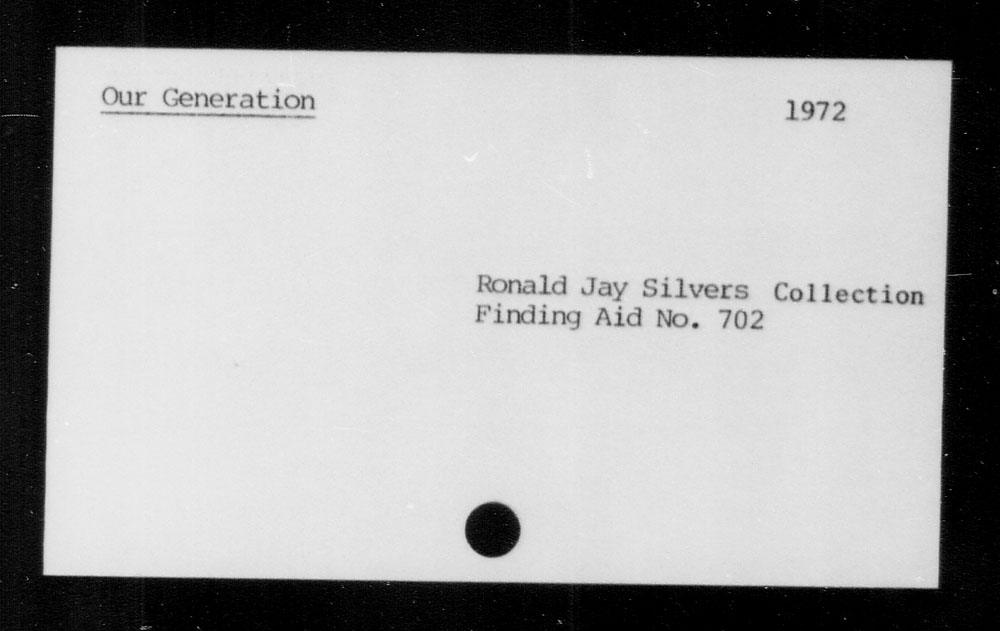 Our Generation 1972
Ronald Jay Silvers Collection
Finding Aid No. 702